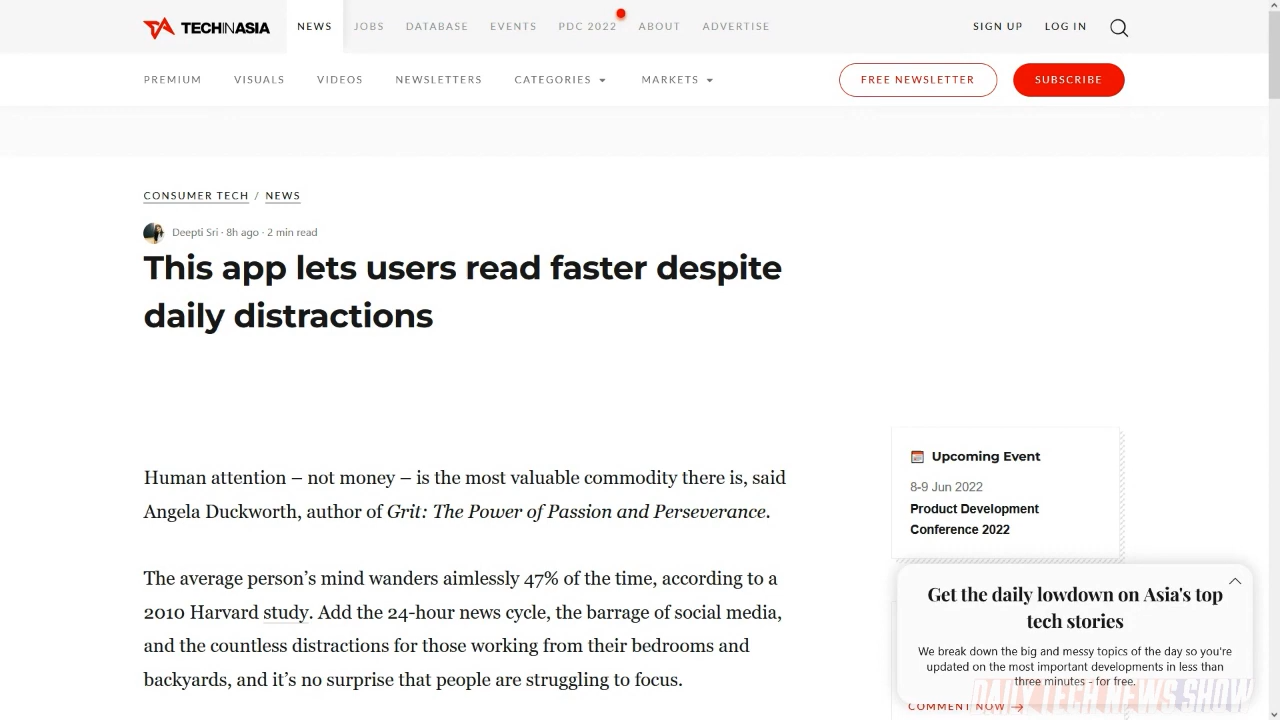 TECHINASIA
NEWS JOBS DATABASE EVENTS PDC 2022 ABOUT ADVERTISE SIGN UP LOG IN
PREMIUM VISUALS VIDEOS NEWSLETTERS CATEGORIES MARKETS FREE NEWSLETTER SUBSCRIBE
CONSUMER TECH / NEWS
Deepti Sri · 8h ago · 2 min read
This app lets users read faster despite
daily distractions
Human attention – not money – is the most valuable commodity there is, said
Angela Duckworth, author of Grit: The Power of Passion and Perseverance.
The average person's mind wanders aimlessly 47% of the time, according to a
2010 Harvard study. Add the 24-hour news cycle, the barrage of social media,
and the countless distractions for those working from their bedrooms and
backyards, and it's no surprise that people are struggling to focus.
Upcoming Event
8-9 Jun 2022
Product Development
Conference 2022
Get the daily lowdown on Asia's top
tech stories
We break down the big and messy topics of the day so you're
updated on the most important developments in less than
three minutes - for free.
COMMENT NOW →
DAILY TECH NEWS SHOW